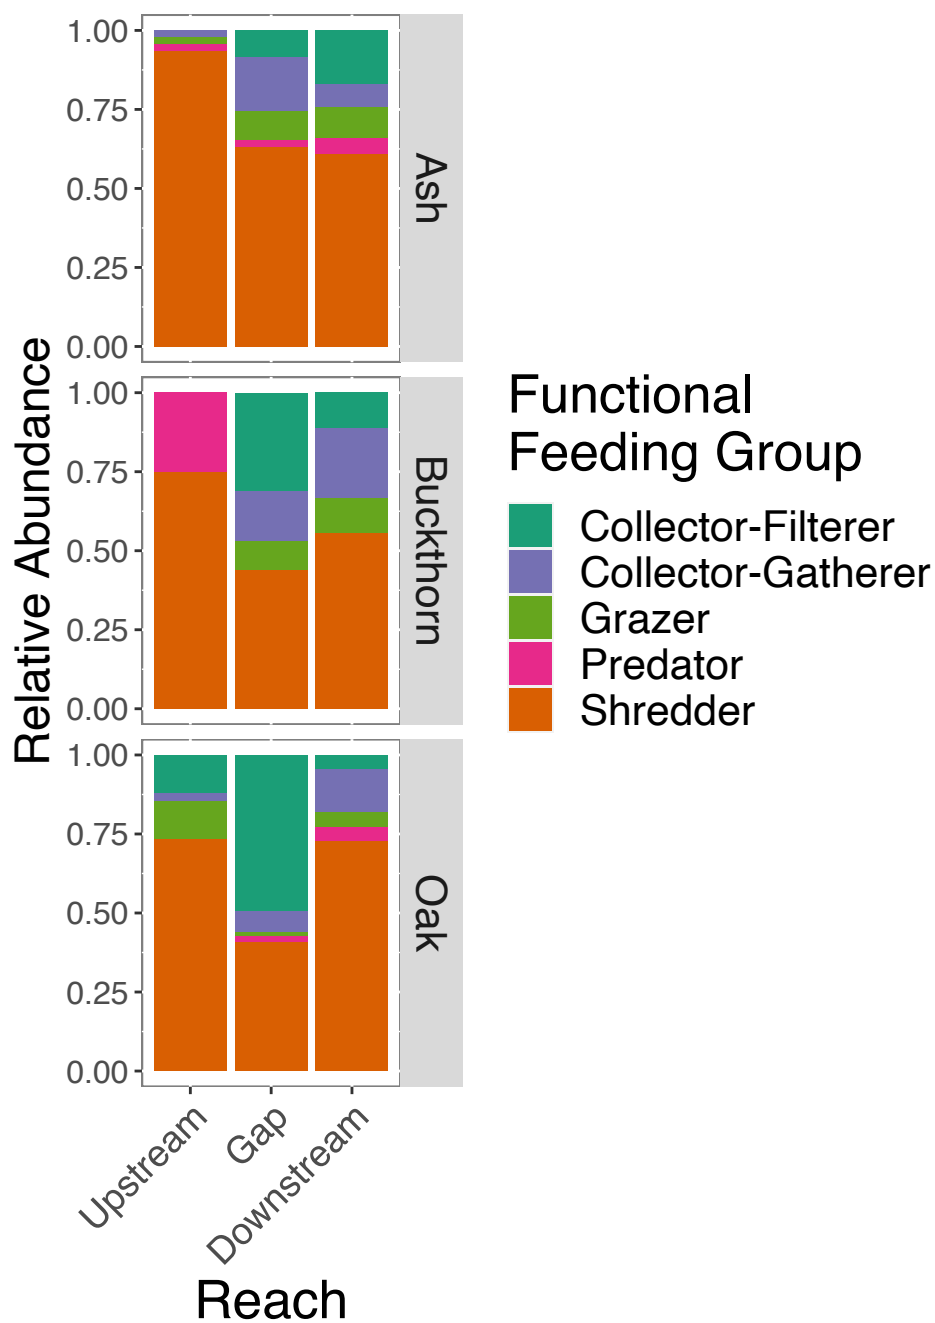 1.00
0.75
0.50
0.25
0.00
Ash
1.00
0.75
0.50
0.25
0.00
Buckthorn
1.00
0.75
0.50
0.25
0.00
Oak
Relative Abundance
Upstream
Gap
Downstream
Reach
Functional
Feeding Group
Collector-Filterer
Collector-Gatherer
Grazer
Predator
Shredder